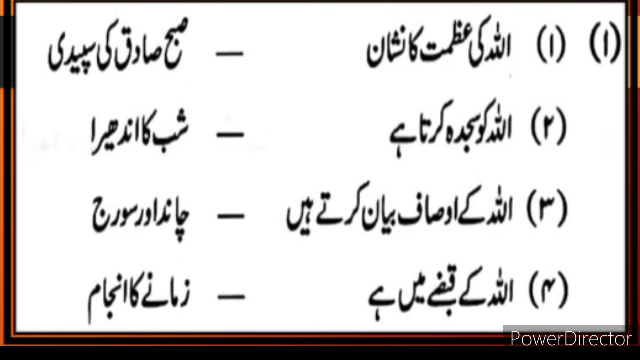 (۱) (۱) اللہ کی عظمت کا نشان — صبح صادق کی سپیدی
(۲) اللہ کو سجدہ کرتا ہے — شب کا اندھیرا
(۳) اللہ کے اوصاف بیان کرتے ہیں — چاند اور سورج
(۴) اللہ کے قبضے میں ہے — زمانے کا انجام
PowerDirector